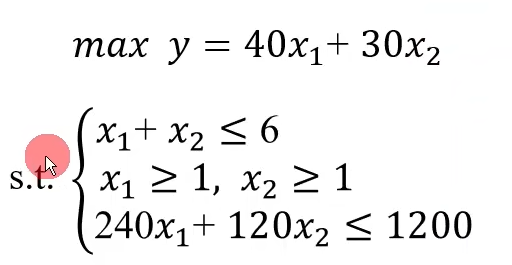 max y = 40x₁+ 30x₂
x₁+ x₂ ≤ 6
s.t. x₁ ≥ 1, x₂ ≥ 1
240x₁+ 120x₂ ≤ 1200